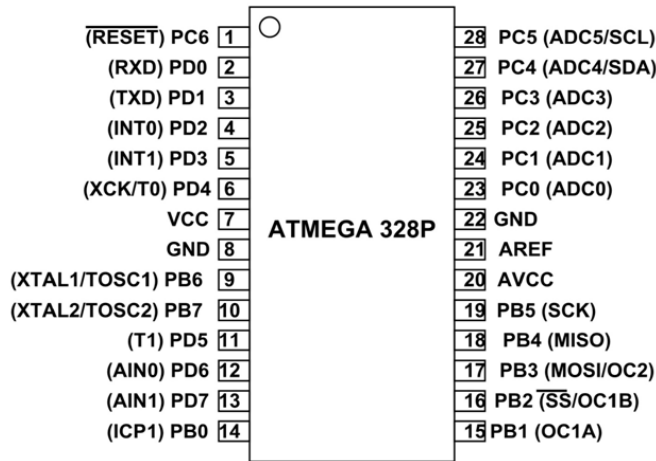 (RESET) PC6 1
(RXD) PD0 2
(TXD) PD1 3
(INT0) PD2 4
(INT1) PD3 5
(XCK/T0) PD4 6
VCC 7
GND 8
(XTAL1/TOSC1) PB6 9
(XTAL2/TOSC2) PB7 10
(T1) PD5 11
(AIN0) PD6 12
(AIN1) PD7 13
(ICP1) PB0 14
ATMEGA 328P
28 PC5 (ADC5/SCL)
27 PC4 (ADC4/SDA)
26 PC3 (ADC3)
25 PC2 (ADC2)
24 PC1 (ADC1)
23 PC0 (ADC0)
22 GND
21 AREF
20 AVCC
19 PB5 (SCK)
18 PB4 (MISO)
17 PB3 (MOSI/OC2)
16 PB2 (SS/OC1B)
15 PB1 (OC1A)